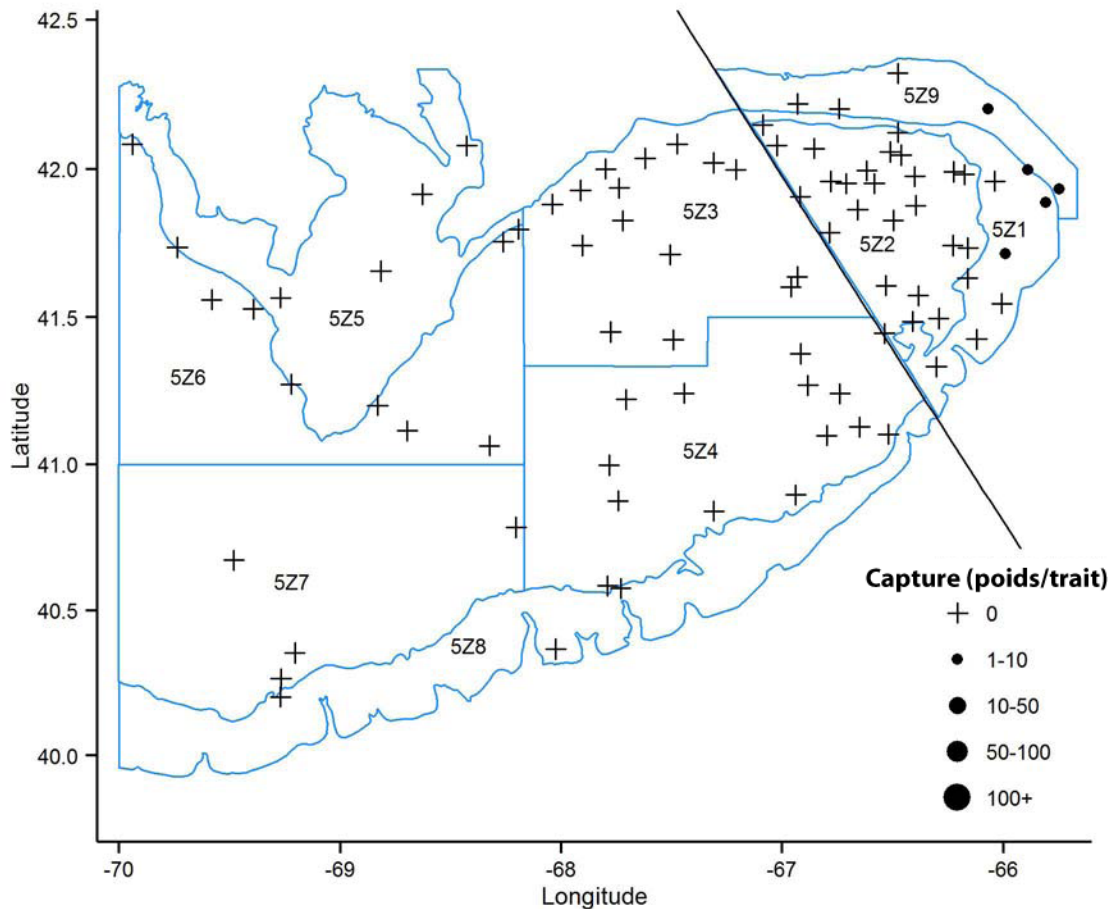 42.5
42.0
41.5
41.0
40.5
40.0
Latitude
5Z9
5Z1
5Z2
5Z3
5Z5
5Z6
5Z4
5Z7
5Z8
Capture (poids/trait)
0
1-10
10-50
50-100
100+
-70 -69 -68 -67 -66
Longitude